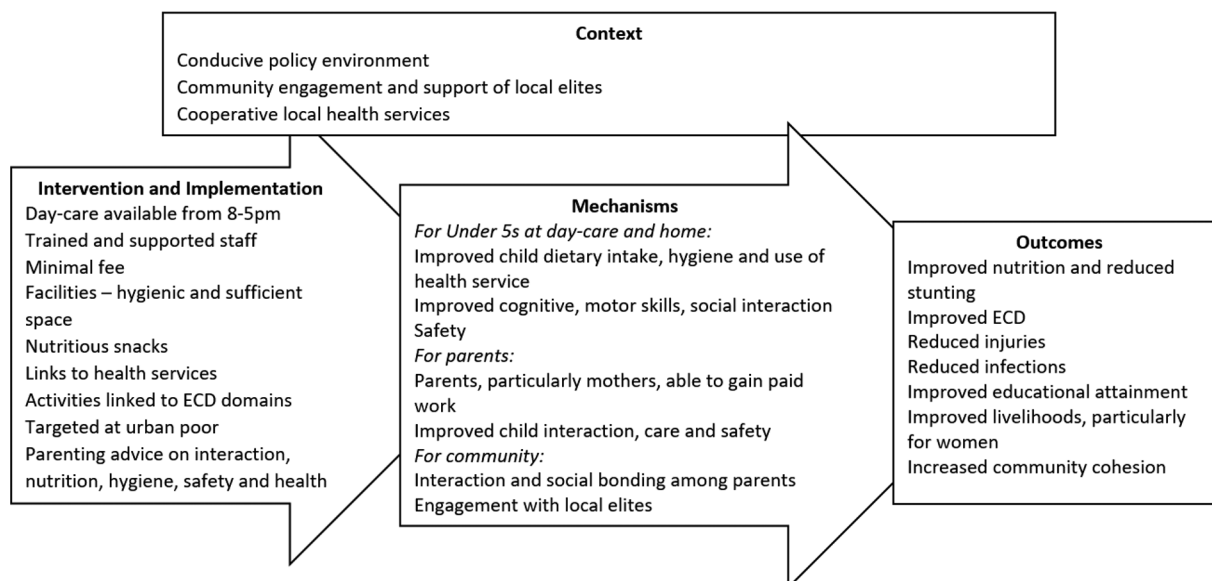 Context
Conducive policy environment
Community engagement and support of local elites
Cooperative local health services
Intervention and Implementation
Day-care available from 8-5pm
Trained and supported staff
Minimal fee
Facilities – hygienic and sufficient
space
Nutritious snacks
Links to health services
Activities linked to ECD domains
Targeted at urban poor
Parenting advice on interaction,
nutrition, hygiene, safety and health
Mechanisms
For Under 5s at day-care and home:
Improved child dietary intake, hygiene and use of
health service
Improved cognitive, motor skills, social interaction
Safety
For parents:
Parents, particularly mothers, able to gain paid
work
Improved child interaction, care and safety
For community:
Interaction and social bonding among parents
Engagement with local elites
Outcomes
Improved nutrition and reduced
stunting
Improved ECD
Reduced injuries
Reduced infections
Improved educational attainment
Improved livelihoods, particularly
for women
Increased community cohesion